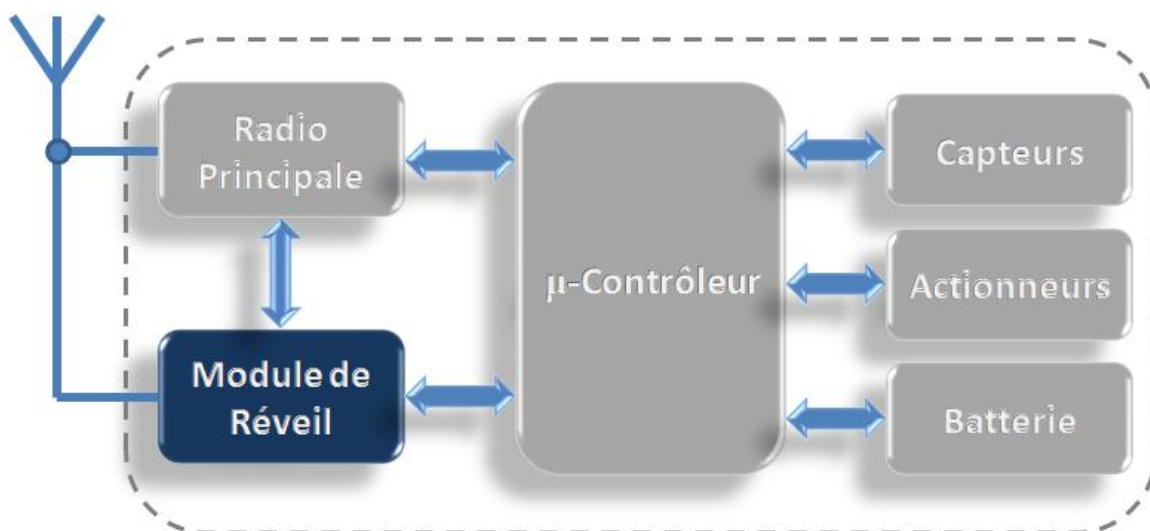 Radio
Principale
Module de
Réveil
μ-Contrôleur
Capteurs
Actionneurs
Batterie